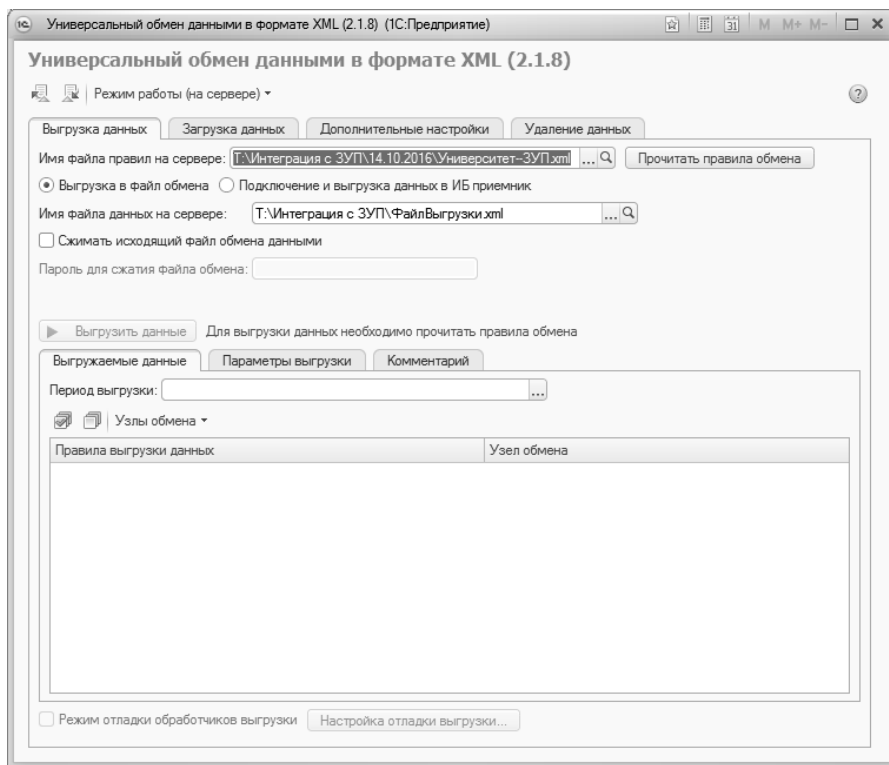 Универсальный обмен данными в формате XML (2.1.8) (1С:Предприятие) M M+ M-
Универсальный обмен данными в формате XML (2.1.8)
Режим работы (на сервере)
Выгрузка данных Загрузка данных Дополнительные настройки Удаление данных
Имя файла правил на сервере: T:\Интеграция с ЗУП\14.10.2016\Университет--ЗУП.xml ... Прочитать правила обмена
Выгрузка в файл обмена Подключение и выгрузка данных в ИБ приемник
Имя файла данных на сервере: T:\Интеграция с ЗУП\ФайлВыгрузки.xml ...
Сжимать исходящий файл обмена данными
Пароль для сжатия файла обмена:
Выгрузить данные Для выгрузки данных необходимо прочитать правила обмена
Выгружаемые данные Параметры выгрузки Комментарий
Период выгрузки: ...
Узлы обмена
Правила выгрузки данных Узел обмена
Режим отладки обработчиков выгрузки Настройка отладки выгрузки...